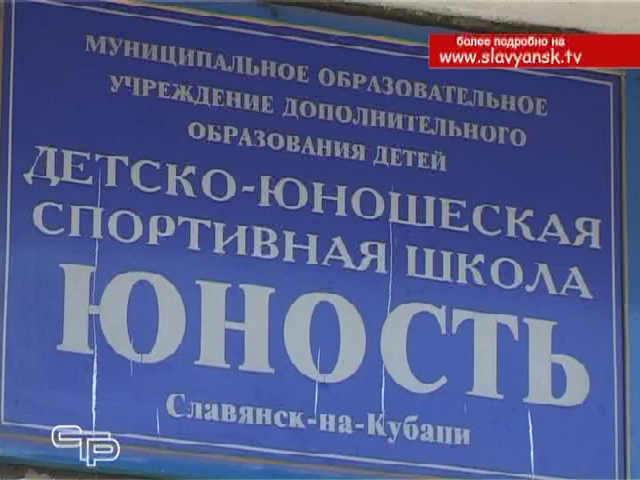 более подробно на
www.slavyansk.tv
МУНИЦИПАЛЬНОЕ ОБРАЗОВАТЕЛЬНОЕ
УЧРЕЖДЕНИЕ ДОПОЛНИТЕЛЬНОГО
ОБРАЗОВАНИЯ ДЕТЕЙ
ДЕТСКО-ЮНОШЕСКАЯ
СПОРТИВНАЯ ШКОЛА
ЮНОСТЬ
Славянск-на-Кубани
СТР